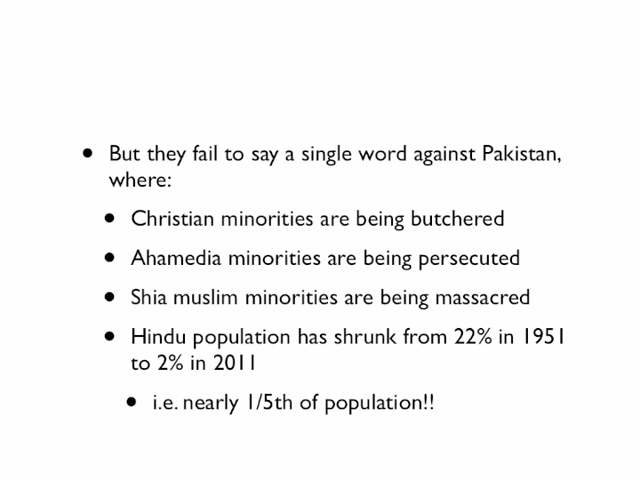 • But they fail to say a single word against Pakistan,
where:
• Christian minorities are being butchered
• Ahamedia minorities are being persecuted
• Shia muslim minorities are being massacred
• Hindu population has shrunk from 22% in 1951
to 2% in 2011
• i.e. nearly 1/5th of population!!